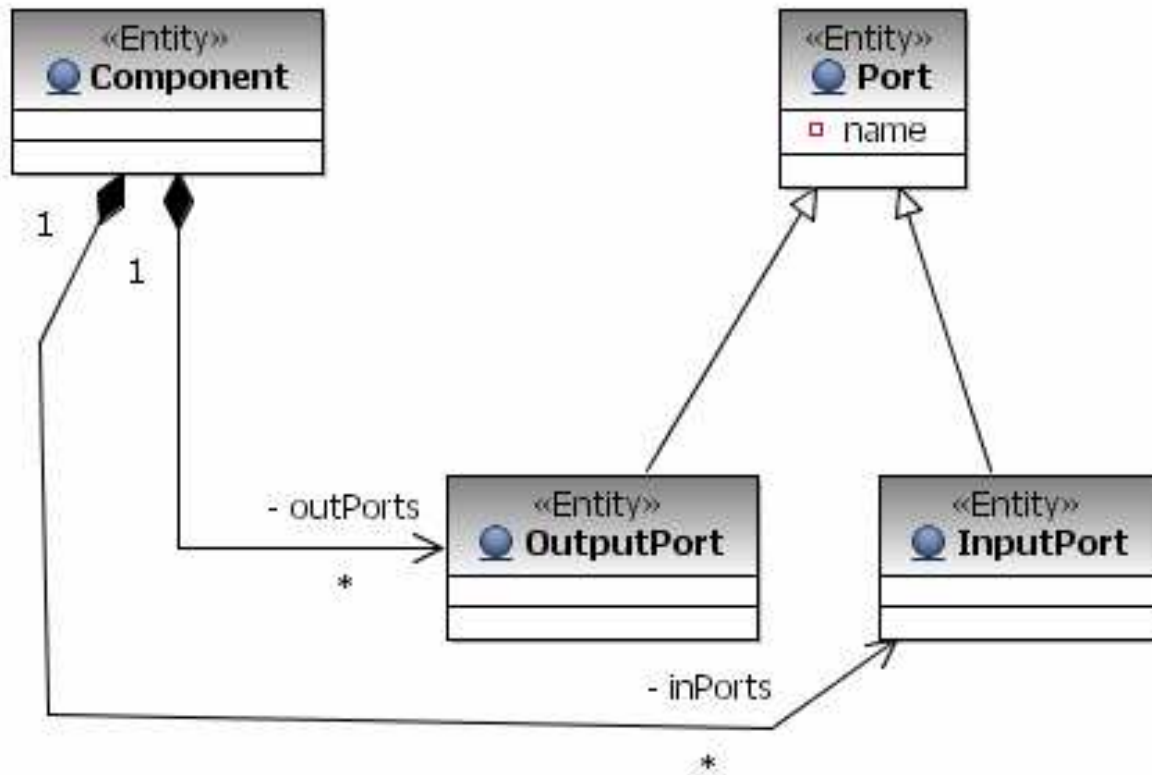 «Entity»
Component
«Entity»
Port
name
1
1
- outPorts
*
«Entity»
OutputPort
«Entity»
InputPort
- inPorts
*